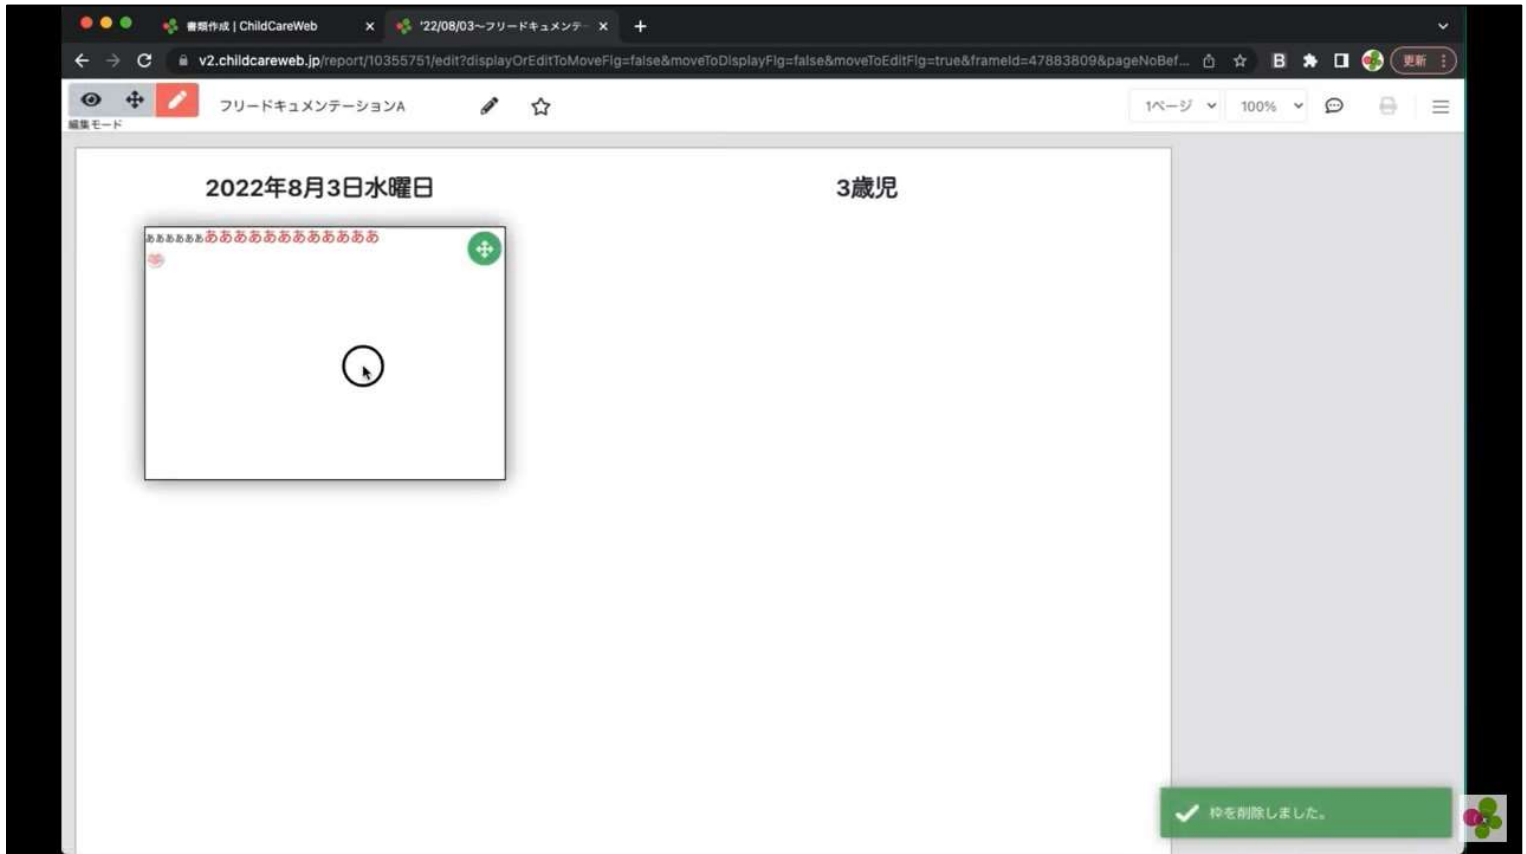 書類作成 | ChildCareWeb
'22/08/03〜フリードキュメンテー
v2.childcareweb.jp/report/10355751/edit?displayOrEditToMoveFlg=false&moveToDisplayFlg=false&moveToEditFlg=true&frameId=47883809&pageNoBef...
B
更新
フリードキュメンテーションA
1ページ
100%
編集モード
2022年8月3日水曜日
3歳児
ああああああああああああああああああ
枠を削除しました。